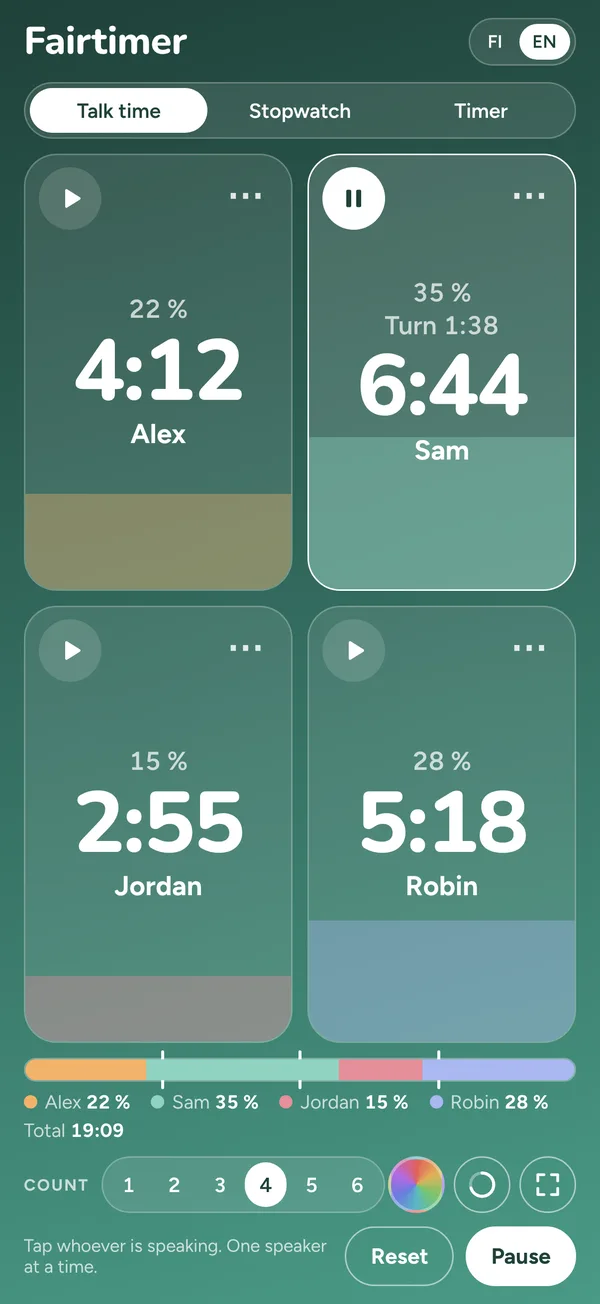 Fairtimer
FI EN
Talk time Stopwatch Timer
22 %
4:12
Alex
35 %
Turn 1:38
6:44
Sam
15 %
2:55
Jordan
28 %
5:18
Robin
Alex 22 % Sam 35 % Jordan 15 % Robin 28 %
Total 19:09
COUNT 1 2 3 4 5 6
Tap whoever is speaking. One speaker
at a time.
Reset Pause